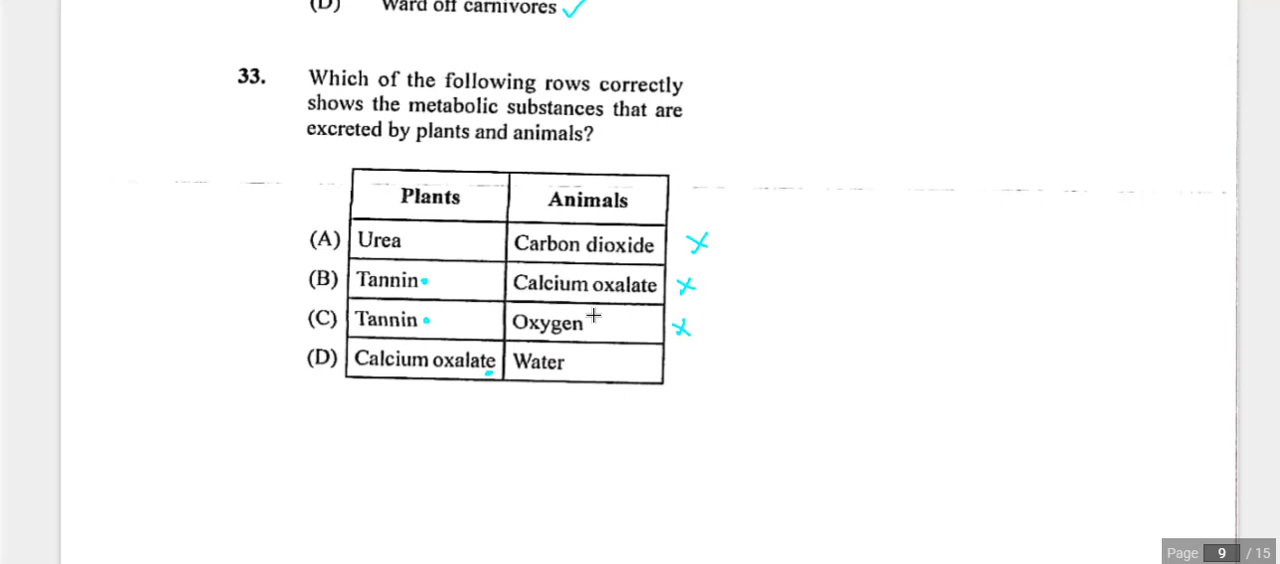 (D) Ward off carnivores
33. Which of the following rows correctly
shows the metabolic substances that are
excreted by plants and animals?
Plants Animals
(A) Urea Carbon dioxide
(B) Tannin Calcium oxalate
(C) Tannin Oxygen
(D) Calcium oxalate Water
Page 9 / 15